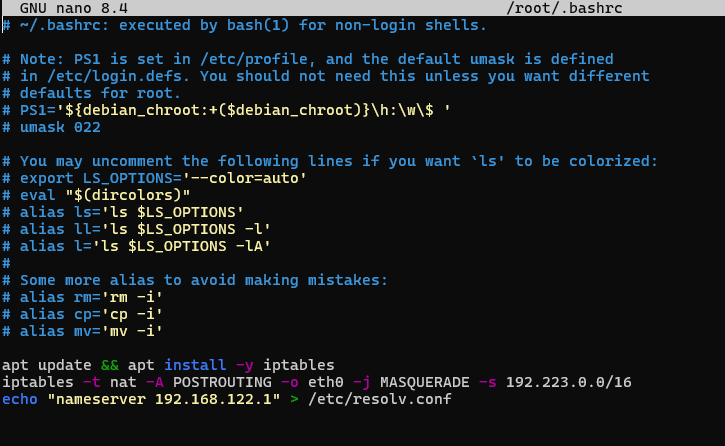 GNU nano 8.4 /root/.bashrc
# ~/.bashrc: executed by bash(1) for non-login shells.
# Note: PS1 is set in /etc/profile, and the default umask is defined
# in /etc/login.defs. You should not need this unless you want different
# defaults for root.
# PS1='${debian_chroot:+($debian_chroot)}\h:\w\$ '
# umask 022
# You may uncomment the following lines if you want `ls' to be colorized:
# export LS_OPTIONS='--color=auto'
# eval "$(dircolors)"
# alias ls='ls $LS_OPTIONS'
# alias ll='ls $LS_OPTIONS -l'
# alias l='ls $LS_OPTIONS -lA'
#
# Some more alias to avoid making mistakes:
# alias rm='rm -i'
# alias cp='cp -i'
# alias mv='mv -i'
apt update && apt install -y iptables
iptables -t nat -A POSTROUTING -o eth0 -j MASQUERADE -s 192.223.0.0/16
echo "nameserver 192.168.122.1" > /etc/resolv.conf